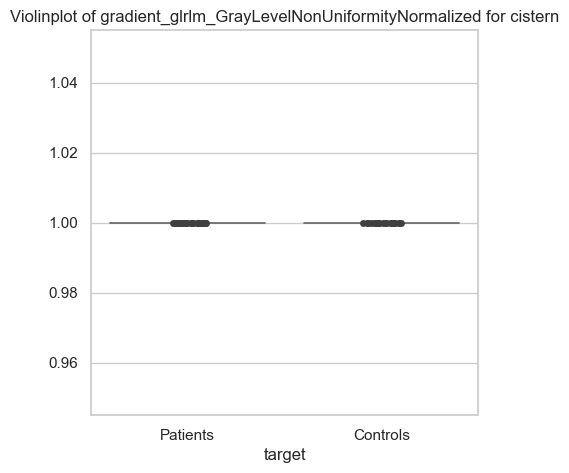 Violinplot of gradient_glrlm_GrayLevelNonUniformityNormalized for cistern
1.04
1.02
1.00
0.98
0.96
Patients Controls
target